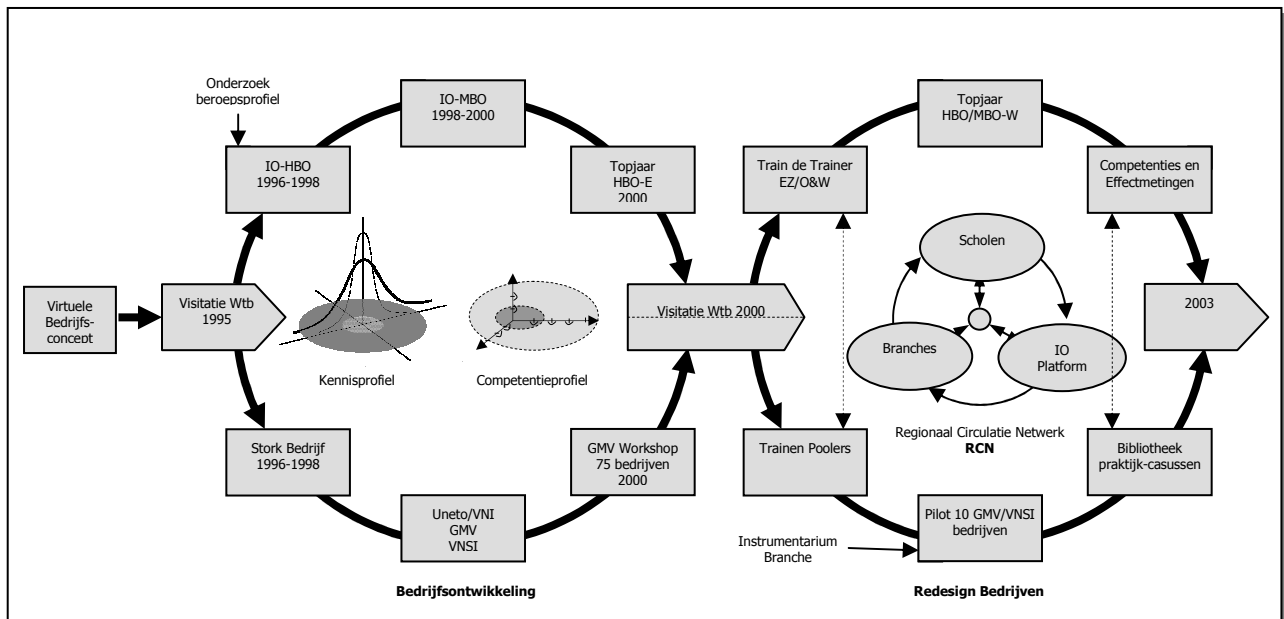 Onderzoek
beroepsprofiel
IO-MBO
1998-2000
Topjaar
HBO/MBO-W
IO-HBO
1996-1998
Topjaar
HBO-E
2000
Train de Trainer
EZ/O&W
Competenties en
Effectmetingen
Scholen
Virtuele
Bedrijfs-
concept
Visitatie Wtb
1995
Visitatie Wtb 2000
2003
Branches
IO
Platform
Kennisprofiel
Competentieprofiel
Regionaal Circulatie Netwerk
RCN
Stork Bedrijf
1996-1998
GMV Workshop
75 bedrijven
2000
Trainen Poolers
Bibliotheek
praktijk-casussen
Uneto/VNI
GMV
VNSI
Pilot 10 GMV/VNSI
bedrijven
Instrumentarium
Branche
Bedrijfsontwikkeling
Redesign Bedrijven